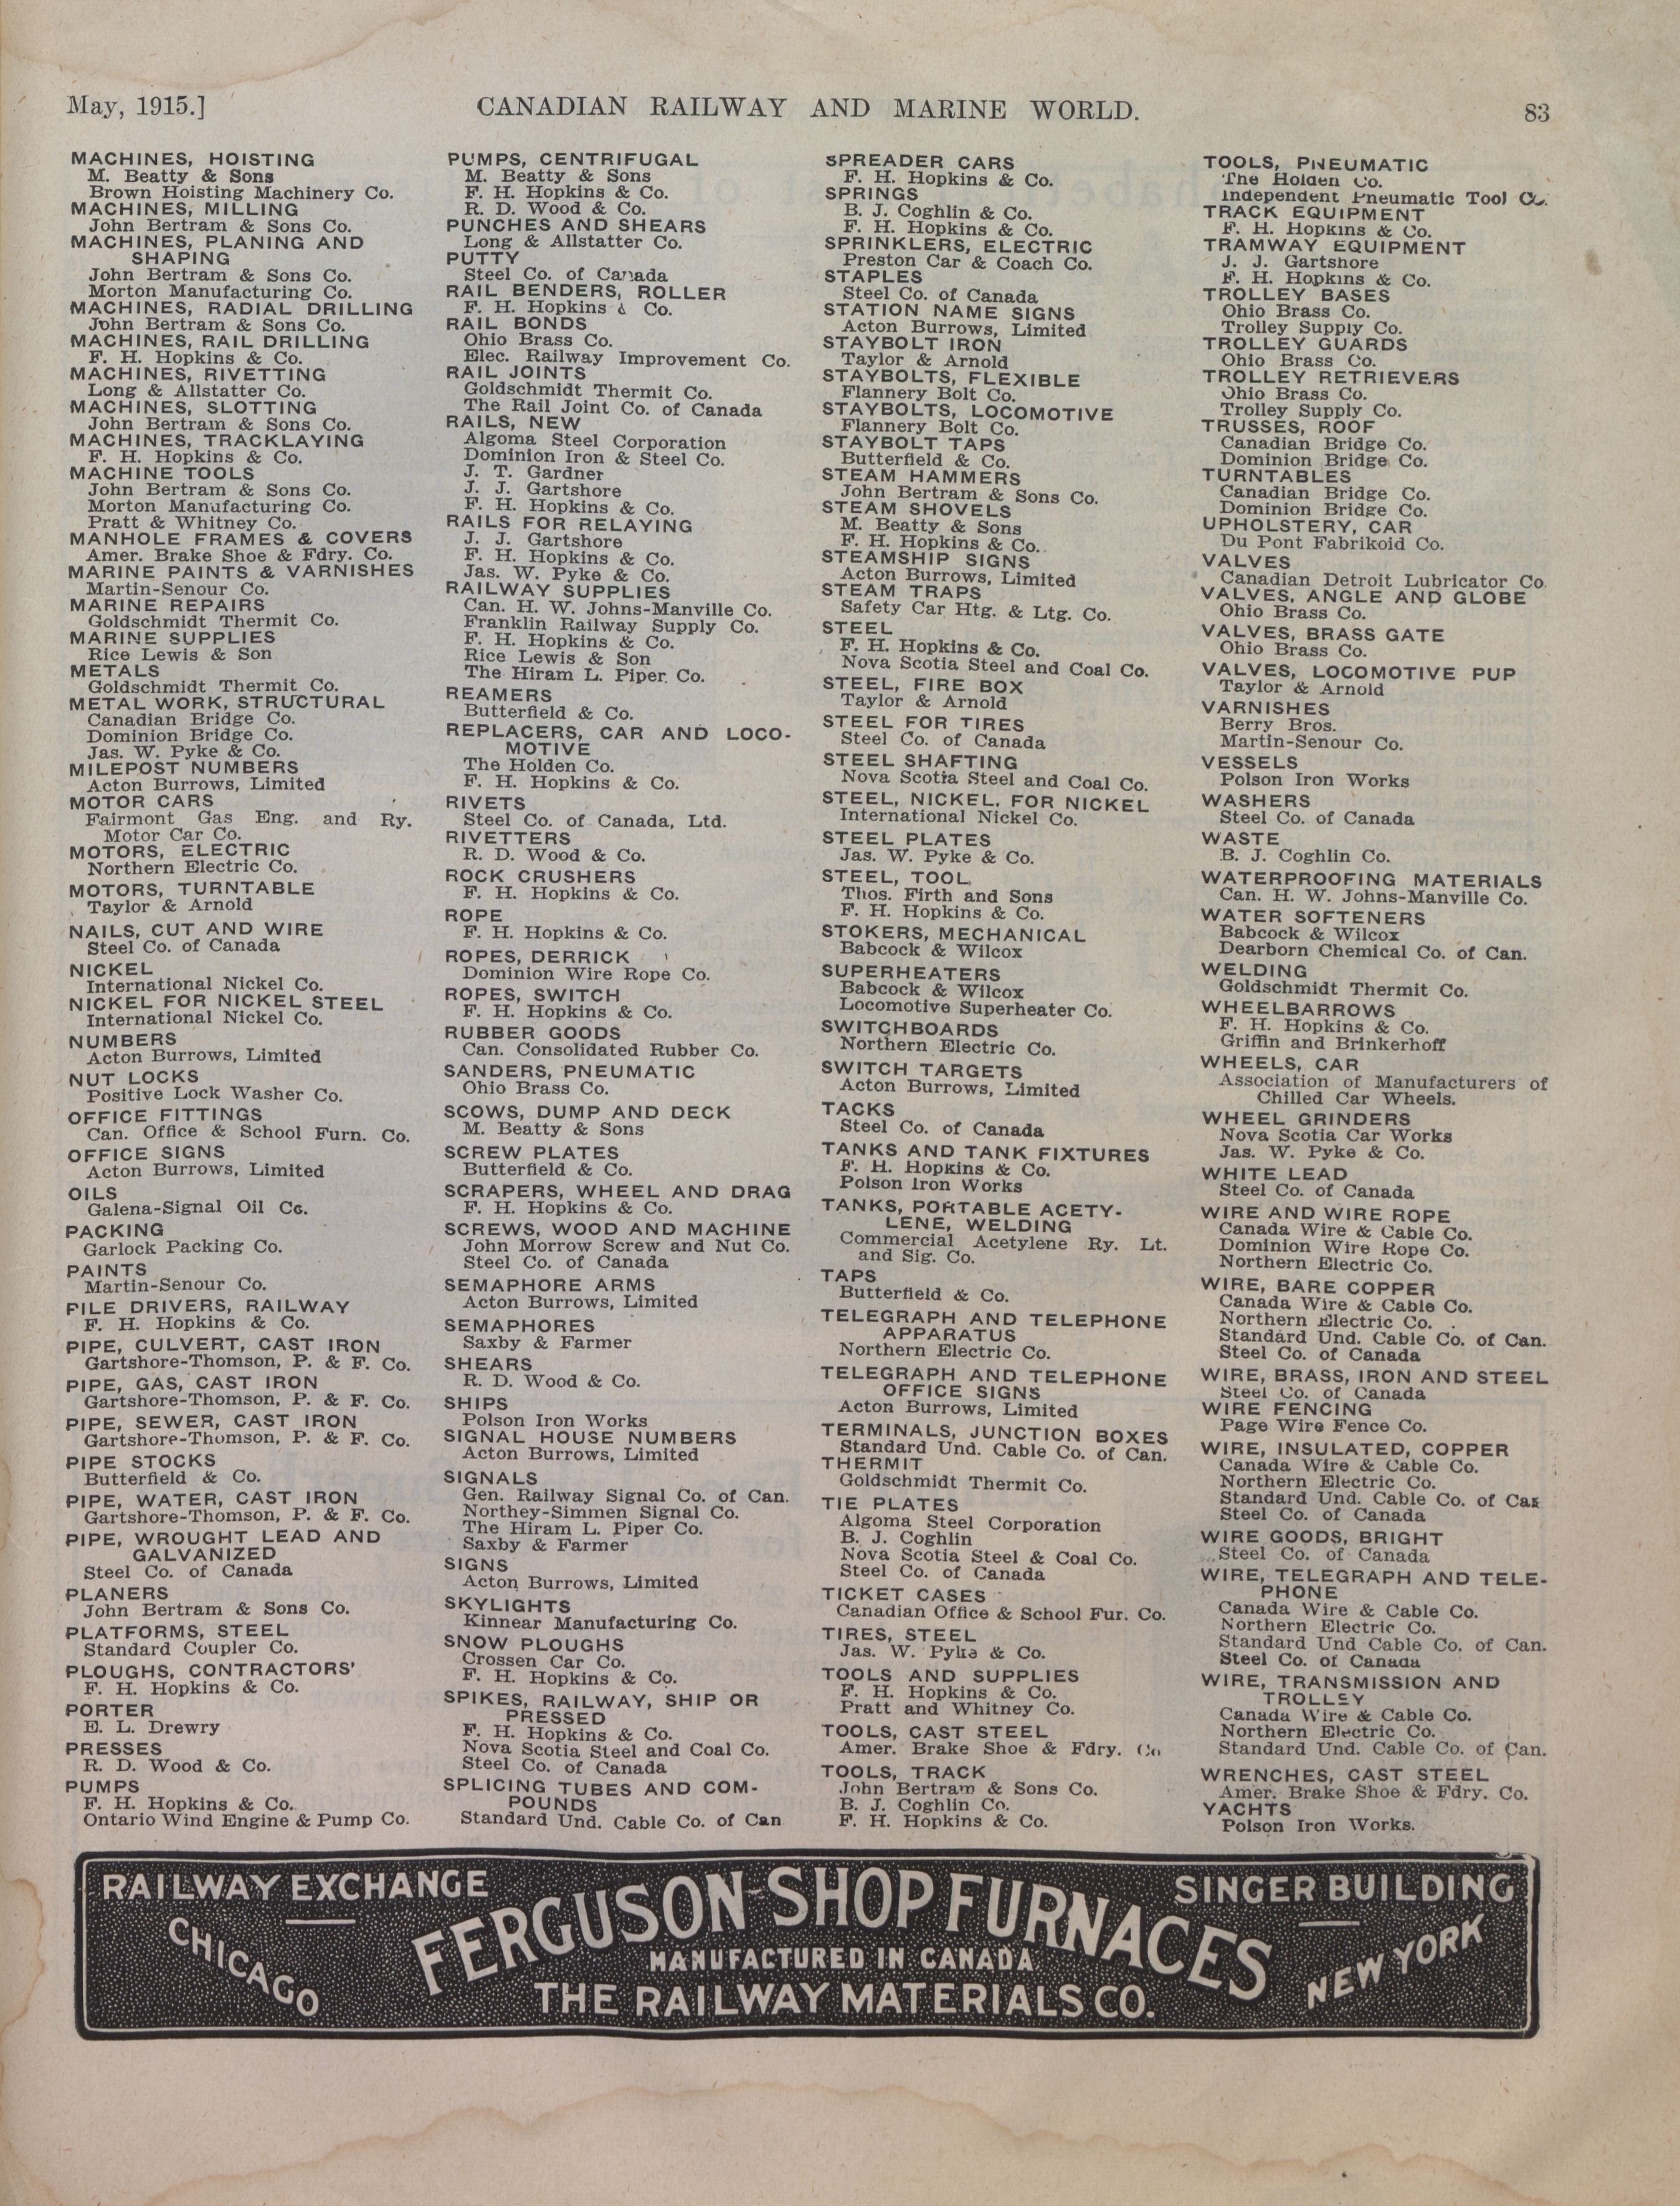 May, 1915.]
CANADIAN RAILWAY AND MARINE WORLD.
83
MACHINES, HOISTING
M. Beatty & Sons
Brown Hoisting Machinery Co.
MACHINES, MILLING
John Bertram & Sons Co.
MACHINES, PLANING AND
SHAPING
John Bertram & Sons Co.
Morton Manufacturing Co.
MACHINES, RADIAL DRILLING
John Bertram & Sons Co.
MACHINES, RAIL DRILLING
F. H. Hopkins & Co.
MACHINES, RIVETTING
Long & Allstatter Co.
MACHINES, SLOTTING
John Bertram & Sons Co.
MACHINES, TRACKLAYING
F. H. Hopkins & Co.
MACHINE TOOLS
John Bertram & Sons Co.
Morton Manufacturing Co.
Pratt & Whitney Co.
MANHOLE FRAMES & COVERS
Amer. Brake Shoe & Fdry. Co.
MARINE PAINTS & VARNISHES
Martin-Senour Co.
MARINE REPAIRS
Goldschmidt Thermit Co.
MARINE SUPPLIES
Rice Lewis & Son
METALS
Goldschmidt Thermit Co.
METAL WORK, STRUCTURAL
Canadian Bridge Co.
Dominion Bridge Co.
Jas. W. Pyke & Co.
MILEPOST NUMBERS
Acton Burrows, Limited
MOTOR CARS
Fairmont Gas Eng. and Ry.
Motor Car Co.
MOTORS, ELECTRIC
Northern Electric Co.
MOTORS, TURNTABLE
Taylor & Arnold
NAILS, CUT AND WIRE
Steel Co. of Canada
NICKEL
International Nickel Co.
NICKEL FOR NICKEL STEEL
International Nickel Co.
NUMBERS
Acton Burrows, Limited
NUT LOCKS
Positive Lock Washer Co.
OFFICE FITTINGS
Can. Office & School Furn. Co.
OFFICE SIGNS
Acton Burrows, Limited
OILS
Galena-Signal Oil Co.
PACKING
Garlock Packing Co.
PAINTS
Martin-Senour Co.
PILE DRIVERS, RAILWAY
F. H. Hopkins & Co.
PIPE, CULVERT, CAST IRON
Gartshore-Thomson, P. & F. Co.
PIPE, GAS, CAST IRON
Gartshore-Thomson, P. & F. Co.
PIPE, SEWER, CAST IRON
Gartshore-Thomson, P. & F. Co.
PIPE STOCKS
Butterfield & Co.
PIPE, WATER, CAST IRON
Gartshore-Thomson, P. & F. Co.
PIPE, WROUGHT LEAD AND
GALVANIZED
Steel Co. of Canada
PLANERS
John Bertram & Sons Co.
PLATFORMS, STEEL
Standard Coupler Co.
PLOUGHS, CONTRACTORS'
F. H. Hopkins & Co.
PORTER
E. L. Drewry
PRESSES
R. D. Wood & Co.
PUMPS
F. H. Hopkins & Co.
Ontario Wind Engine & Pump Co.
PUMPS, CENTRIFUGAL
M. Beatty & Sons
F. H. Hopkins & Co.
R. D. Wood & Co.
PUNCHES AND SHEARS
Long & Allstatter Co.
PUTTY
Steel Co. of Canada
RAIL BENDERS, ROLLER
F. H. Hopkins & Co.
RAIL BONDS
Ohio Brass Co.
Elec. Railway Improvement Co.
RAIL JOINTS
Goldschmidt Thermit Co.
The Rail Joint Co. of Canada
RAILS, NEW
Algoma Steel Corporation
Dominion Iron & Steel Co.
J. T. Gardner
J. J. Gartshore
F. H. Hopkins & Co.
RAILS FOR RELAYING
J. J. Gartshore
F. H. Hopkins & Co.
Jas. W. Pyke & Co.
RAILWAY SUPPLIES
Can. H. W. Johns-Manville Co.
Franklin Railway Supply Co.
F. H. Hopkins & Co.
Rice Lewis & Son
The Hiram L. Piper Co.
REAMERS
Butterfield & Co.
REPLACERS, CAR AND LOCO-
MOTIVE
The Holden Co.
F. H. Hopkins & Co.
RIVETS
Steel Co. of Canada, Ltd.
RIVETTERS
R. D. Wood & Co.
ROCK CRUSHERS
F. H. Hopkins & Co.
ROPE
F. H. Hopkins & Co.
ROPES, DERRICK
Dominion Wire Rope Co.
ROPES, SWITCH
F. H. Hopkins & Co.
RUBBER GOODS
Can. Consolidated Rubber Co.
SANDERS, PNEUMATIC
Ohio Brass Co.
SCOWS, DUMP AND DECK
M. Beatty & Sons
SCREW PLATES
Butterfield & Co.
SCRAPERS, WHEEL AND DRAG
F. H. Hopkins & Co.
SCREWS, WOOD AND MACHINE
John Morrow Screw and Nut Co.
Steel Co. of Canada
SEMAPHORE ARMS
Acton Burrows, Limited
SEMAPHORES
Saxby & Farmer
SHEARS
R. D. Wood & Co.
SHIPS
Polson Iron Works
SIGNAL HOUSE NUMBERS
Acton Burrows, Limited
SIGNALS
Gen. Railway Signal Co. of Can.
Northey-Simmen Signal Co.
The Hiram L. Piper Co.
Saxby & Farmer
SIGNS
Acton Burrows, Limited
SKYLIGHTS
Kinnear Manufacturing Co.
SNOW PLOUGHS
Crossen Car Co.
F. H. Hopkins & Co.
SPIKES, RAILWAY, SHIP OR
PRESSED
F. H. Hopkins & Co.
Nova Scotia Steel and Coal Co.
Steel Co. of Canada
SPLICING TUBES AND COM-
POUNDS
Standard Und. Cable Co. of Can
SPREADER CARS
F. H. Hopkins & Co.
SPRINGS
B. J. Coghlin & Co.
F. H. Hopkins & Co.
SPRINKLERS, ELECTRIC
Preston Car & Coach Co.
STAPLES
Steel Co. of Canada
STATION NAME SIGNS
Acton Burrows, Limited
STAYBOLT IRON
Taylor & Arnold
STAYBOLTS, FLEXIBLE
Flannery Bolt Co.
STAYBOLTS, LOCOMOTIVE
Flannery Bolt Co.
STAYBOLT TAPS
Butterfield & Co.
STEAM HAMMERS
John Bertram & Sons Co.
STEAM SHOVELS
M. Beatty & Sons
F. H. Hopkins & Co.
STEAMSHIP SIGNS
Acton Burrows, Limited
STEAM TRAPS
Safety Car Htg. & Ltg. Co.
STEEL
F. H. Hopkins & Co.
Nova Scotia Steel and Coal Co.
STEEL, FIRE BOX
Taylor & Arnold
STEEL FOR TIRES
Steel Co. of Canada
STEEL SHAFTING
Nova Scotia Steel and Coal Co.
STEEL, NICKEL, FOR NICKEL
International Nickel Co.
STEEL PLATES
Jas. W. Pyke & Co.
STEEL, TOOL
Thos. Firth and Sons
F. H. Hopkins & Co.
STOKERS, MECHANICAL
Babcock & Wilcox
SUPERHEATERS
Babcock & Wilcox
Locomotive Superheater Co.
SWITCHBOARDS
Northern Electric Co.
SWITCH TARGETS
Acton Burrows, Limited
TACKS
Steel Co. of Canada
TANKS AND TANK FIXTURES
F. H. Hopkins & Co.
Polson Iron Works
TANKS, PORTABLE ACETY-
LENE, WELDING
Commercial Acetylene Ry. Lt.
and Sig. Co.
TAPS
Butterfield & Co.
TELEGRAPH AND TELEPHONE
APPARATUS
Northern Electric Co.
TELEGRAPH AND TELEPHONE
OFFICE SIGNS
Acton Burrows, Limited
TERMINALS, JUNCTION BOXES
Standard Und. Cable Co. of Can.
THERMIT
Goldschmidt Thermit Co.
TIE PLATES
Algoma Steel Corporation
B. J. Coghlin
Nova Scotia Steel & Coal Co.
Steel Co. of Canada
TICKET CASES
Canadian Office & School Fur. Co.
TIRES, STEEL
Jas. W. Pyke & Co.
TOOLS AND SUPPLIES
F. H. Hopkins & Co.
Pratt and Whitney Co.
TOOLS, CAST STEEL
Amer. Brake Shoe & Fdry. Co
TOOLS, TRACK
John Bertram & Sons Co.
B. J. Coghlin Co.
F. H. Hopkins & Co.
TOOLS, PNEUMATIC
The Holden Co.
Independent Pneumatic Tool Co.
TRACK EQUIPMENT
F. H. Hopkins & Co.
TRAMWAY EQUIPMENT
J. J. Gartshore
F. H. Hopkins & Co.
TROLLEY BASES
Ohio Brass Co.
Trolley Supply Co.
TROLLEY GUARDS
Ohio Brass Co.
TROLLEY RETRIEVERS
Ohio Brass Co.
Trolley Supply Co.
TRUSSES, ROOF
Canadian Bridge Co.
Dominion Bridge Co.
TURNTABLES
Canadian Bridge Co.
Dominion Bridge Co.
UPHOLSTERY, CAR
Du Pont Fabrikoid Co.
VALVES
Canadian Detroit Lubricator Co
VALVES, ANGLE AND GLOBE
Ohio Brass Co.
VALVES, BRASS GATE
Ohio Brass Co.
VALVES, LOCOMOTIVE PUP
Taylor & Arnold
VARNISHES
Berry Bros.
Martin-Senour Co.
VESSELS
Polson Iron Works
WASHERS
Steel Co. of Canada
WASTE
B. J. Coghlin Co.
WATERPROOFING MATERIALS
Can. H. W. Johns-Manville Co.
WATER SOFTENERS
Babcock & Wilcox
Dearborn Chemical Co. of Can.
WELDING
Goldschmidt Thermit Co.
WHEELBARROWS
F. H. Hopkins & Co.
Griffin and Brinkerhoff
WHEELS, CAR
Association of Manufacturers of
Chilled Car Wheels.
WHEEL GRINDERS
Nova Scotia Car Works
Jas. W. Pyke & Co.
WHITE LEAD
Steel Co. of Canada
WIRE AND WIRE ROPE
Canada Wire & Cable Co.
Dominion Wire Rope Co.
Northern Electric Co.
WIRE, BARE COPPER
Canada Wire & Cable Co.
Northern Electric Co.
Standard Und. Cable Co. of Can.
Steel Co. of Canada
WIRE, BRASS, IRON AND STEEL
Steel Co. of Canada
WIRE FENCING
Page Wire Fence Co.
WIRE, INSULATED, COPPER
Canada Wire & Cable Co.
Northern Electric Co.
Standard Und. Cable Co. of Can
Steel Co. of Canada
WIRE GOODS, BRIGHT
Steel Co. of Canada
WIRE, TELEGRAPH AND TELE-
PHONE
Canada Wire & Cable Co.
Northern Electric Co.
Standard Und Cable Co. of Can.
Steel Co. of Canada
WIRE, TRANSMISSION AND
TROLLEY
Canada Wire & Cable Co.
Northern Electric Co.
Standard Und. Cable Co. of Can.
WRENCHES, CAST STEEL
Amer. Brake Shoe & Fdry. Co.
YACHTS
Polson Iron Works.
RAILWAY EXCHANGE
CHICAGO
FERGUSON SHOP FURNACES
MANUFACTURED IN CANADA
THE RAILWAY MATERIALS CO.
SINGER BUILDING
NEW YORK